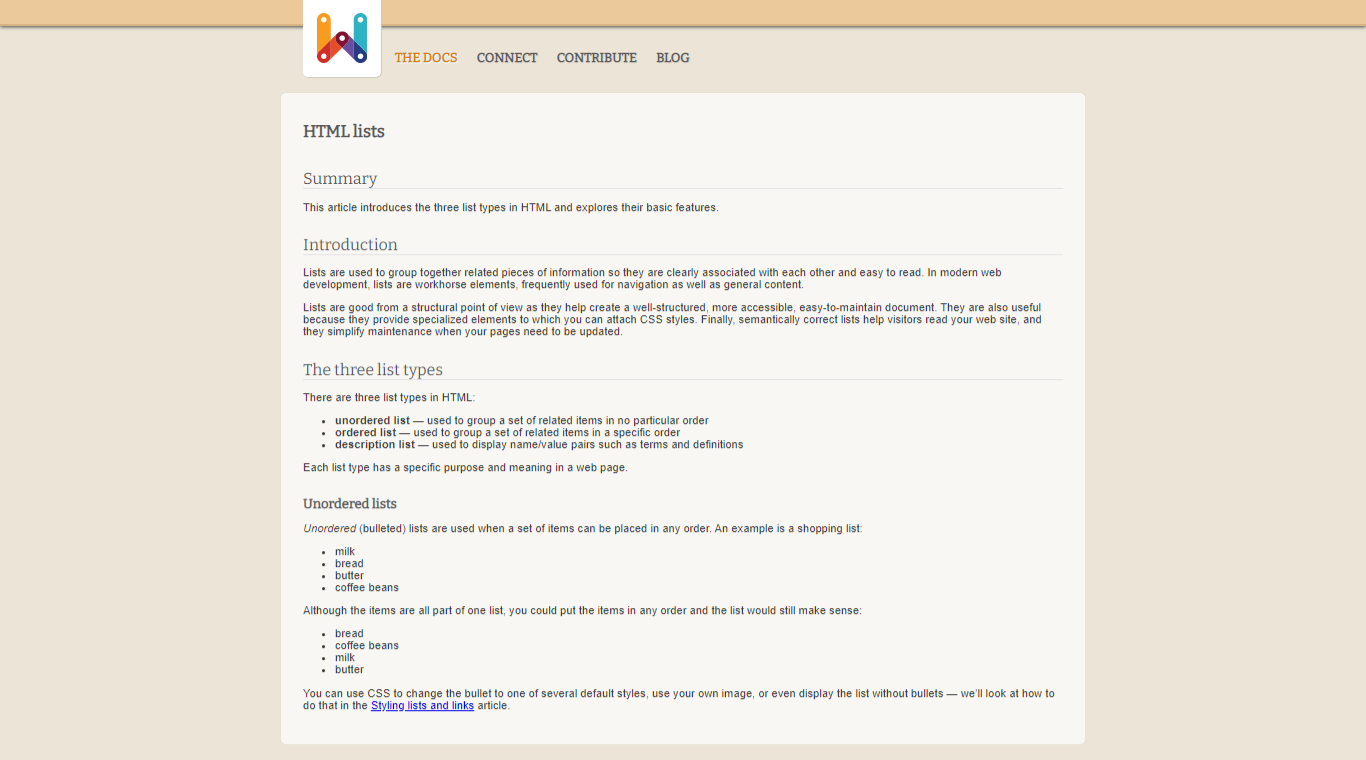 THE DOCS CONNECT CONTRIBUTE BLOG
HTML lists
Summary
This article introduces the three list types in HTML and explores their basic features.
Introduction
Lists are used to group together related pieces of information so they are clearly associated with each other and easy to read. In modern web
development, lists are workhorse elements, frequently used for navigation as well as general content.
Lists are good from a structural point of view as they help create a well-structured, more accessible, easy-to-maintain document. They are also useful
because they provide specialized elements to which you can attach CSS styles. Finally, semantically correct lists help visitors read your web site, and
they simplify maintenance when your pages need to be updated.
The three list types
There are three list types in HTML:
• unordered list — used to group a set of related items in no particular order
• ordered list — used to group a set of related items in a specific order
• description list — used to display name/value pairs such as terms and definitions
Each list type has a specific purpose and meaning in a web page.
Unordered lists
Unordered (bulleted) lists are used when a set of items can be placed in any order. An example is a shopping list:
• milk
• bread
• butter
• coffee beans
Although the items are all part of one list, you could put the items in any order and the list would still make sense:
• bread
• coffee beans
• milk
• butter
You can use CSS to change the bullet to one of several default styles, use your own image, or even display the list without bullets — we'll look at how to
do that in the Styling lists and links article.